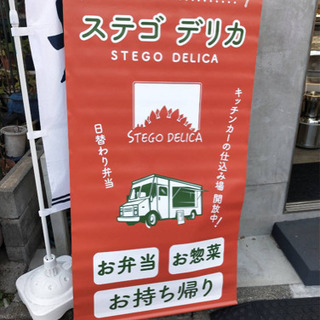 ステゴ デリカ
STEGO DELICA
STEGO DELICA
キッチンカーの仕込み場 開放中!
日替わり弁当
お弁当
お惣菜
お持ち帰り